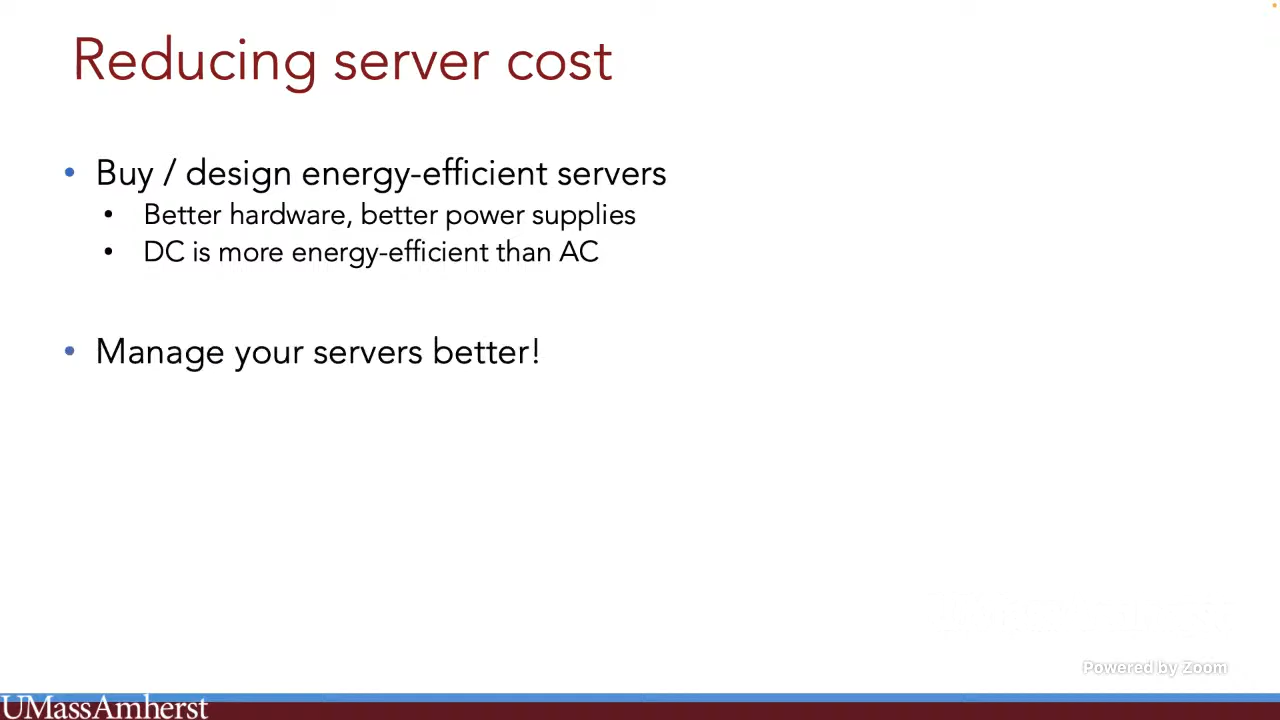 Reducing server cost
• Buy / design energy-efficient servers
• Better hardware, better power supplies
• DC is more energy-efficient than AC
• Manage your servers better!
Powered by Zoom
UMassAmherst